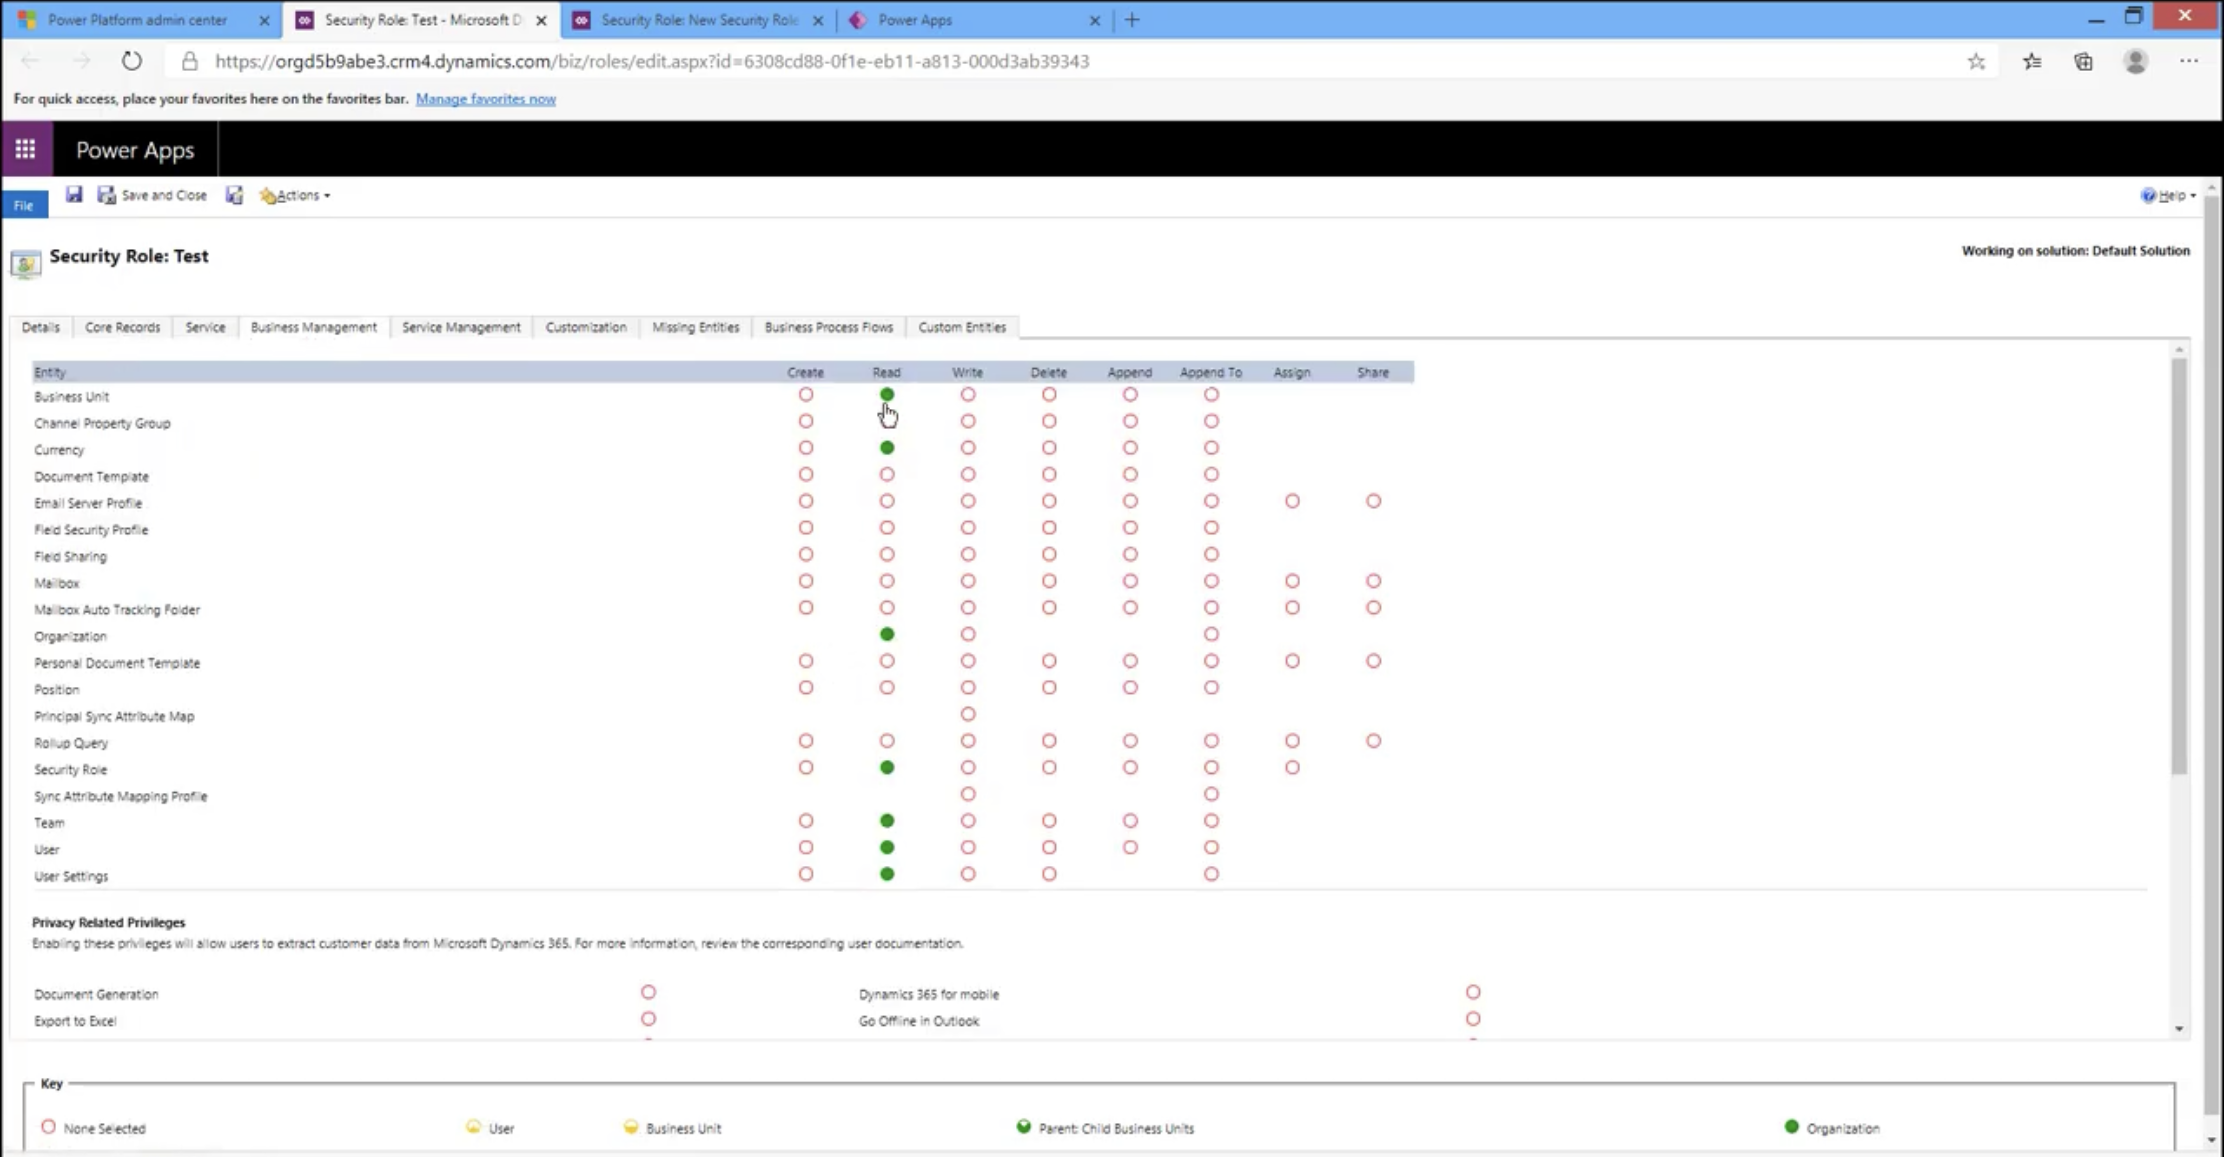 Power Platform admin center
Security Role: Test - Microsoft D
Security Role: New Security Role
Power Apps
https://orgd5b9abe3.crm4.dynamics.com/biz/roles/edit.aspx?id=6308cd88-0f1e-eb11-a813-000d3ab39343
For quick access, place your favorites here on the favorites bar. Manage favorites now
Power Apps
File Save and Close Actions Help
Security Role: Test
Working on solution: Default Solution
Details Core Records Service Business Management Service Management Customization Missing Entities Business Process Flows Custom Entities
Entity Create Read Write Delete Append Append To Assign Share
Business Unit
Channel Property Group
Currency
Document Template
Email Server Profile
Field Security Profile
Field Sharing
Mailbox
Mailbox Auto Tracking Folder
Organization
Personal Document Template
Position
Principal Sync Attribute Map
Rollup Query
Security Role
Sync Attribute Mapping Profile
Team
User
User Settings
Privacy Related Privileges
Enabling these privileges will allow users to extract customer data from Microsoft Dynamics 365. For more information, review the corresponding user documentation.
Document Generation Dynamics 365 for mobile
Export to Excel Go Offline in Outlook
Key
None Selected User Business Unit Parent: Child Business Units Organization